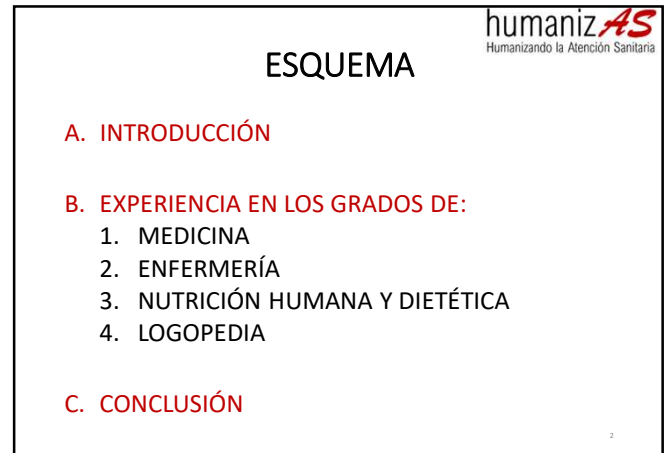 humanizAS
Humanizando la Atención Sanitaria
ESQUEMA
A. INTRODUCCIÓN
B. EXPERIENCIA EN LOS GRADOS DE:
1. MEDICINA
2. ENFERMERÍA
3. NUTRICIÓN HUMANA Y DIETÉTICA
4. LOGOPEDIA
C. CONCLUSIÓN
2